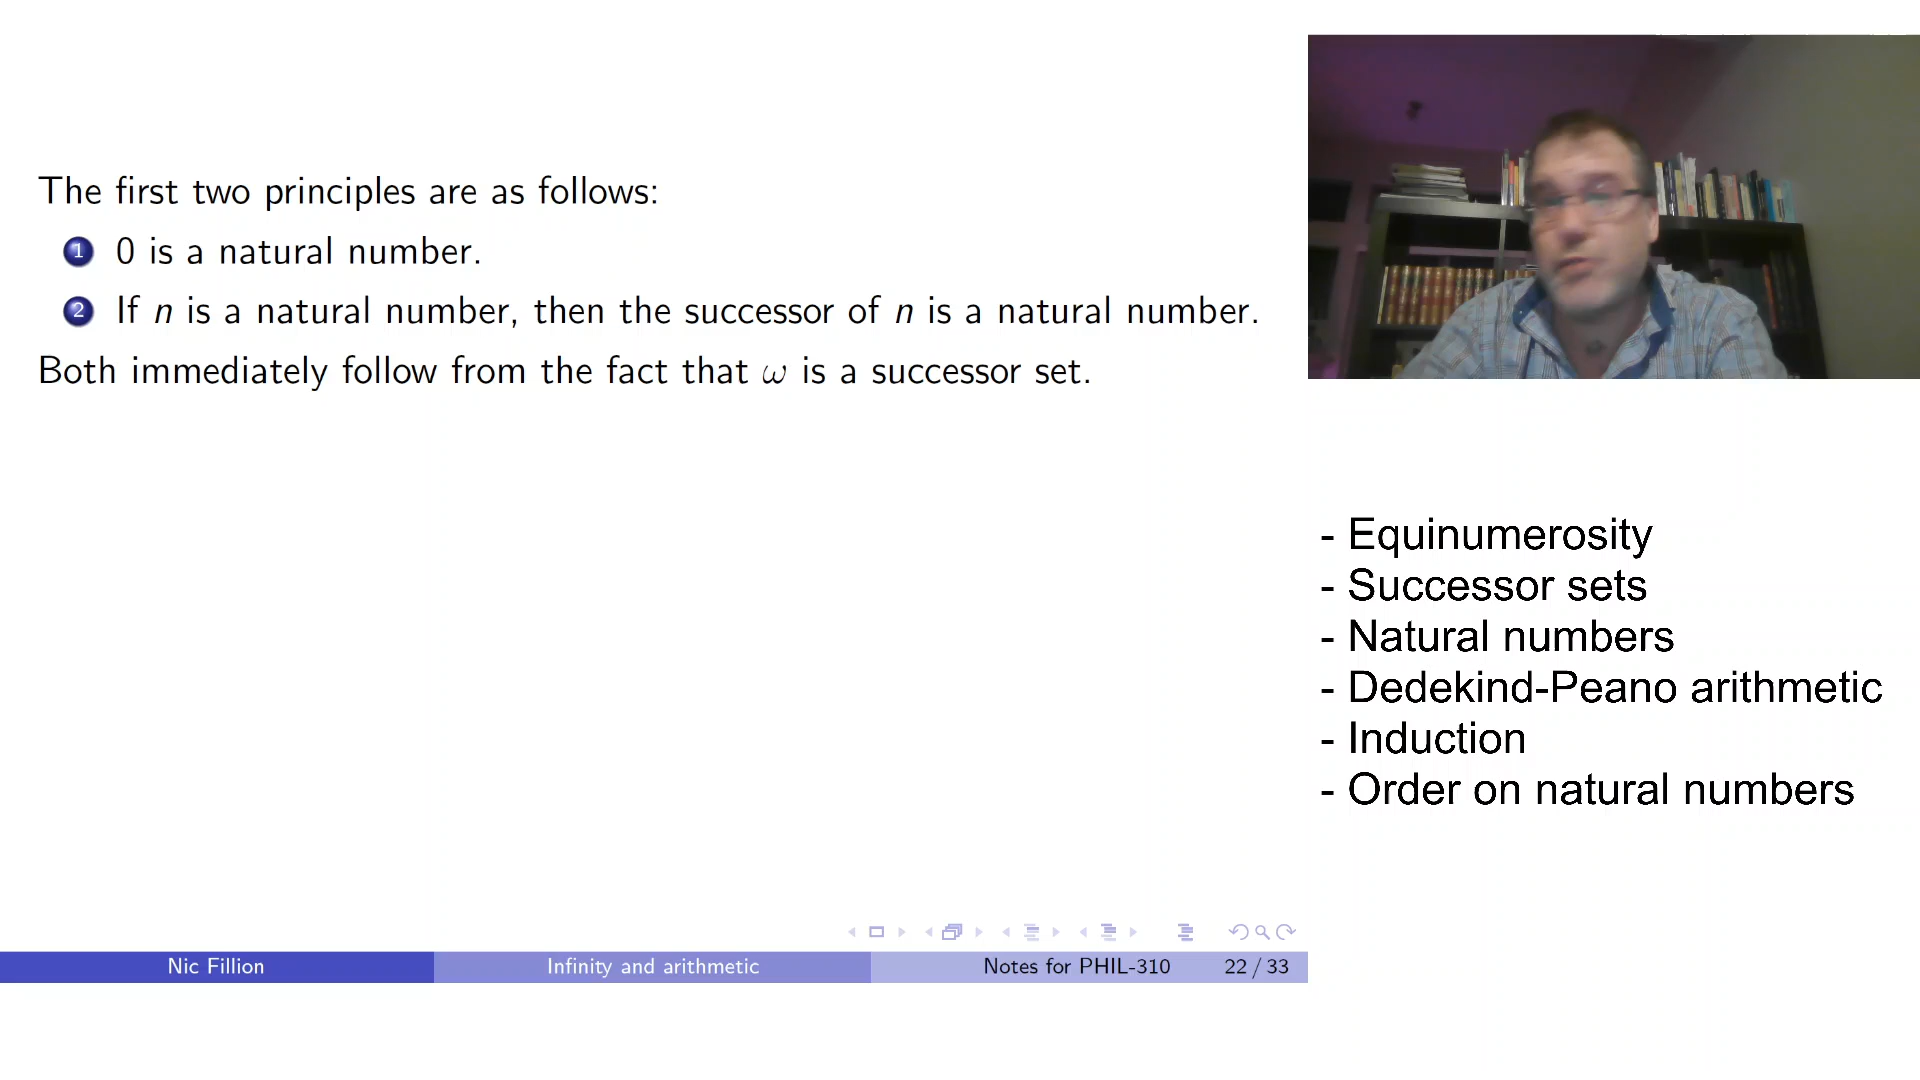 The first two principles are as follows:
1 0 is a natural number.
2 If n is a natural number, then the successor of n is a natural number.
Both immediately follow from the fact that ω is a successor set.
- Equinumerosity
- Successor sets
- Natural numbers
- Dedekind-Peano arithmetic
- Induction
- Order on natural numbers
Nic Fillion Infinity and arithmetic Notes for PHIL-310 22 / 33